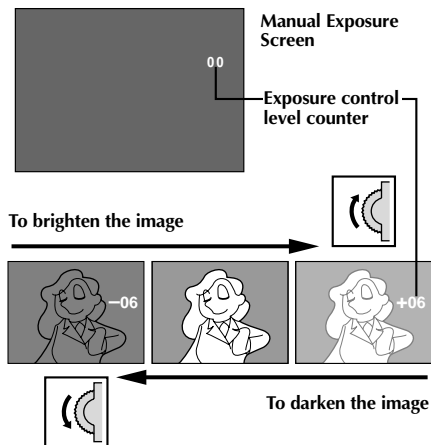 Manual Exposure
Screen
00
Exposure control
level counter
To brighten the image
–06
+06
To darken the image